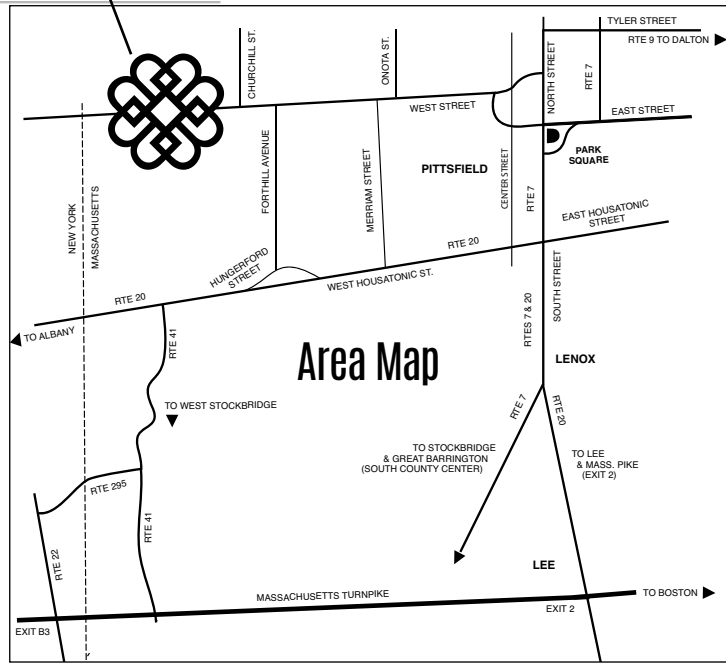 TYLER STREET
RTE 9 TO DALTON
CHURCHILL ST.
ONOTA ST.
NORTH STREET
RTE 7
WEST STREET
EAST STREET
PARK
SQUARE
FORTHILL AVENUE
MERRIAM STREET
PITTSFIELD
CENTER STREET
RTE 7
NEW YORK
MASSACHUSETTS
EAST HOUSATONIC
STREET
RTE 20
HUNGERFORD
STREET
WEST HOUSATONIC ST.
RTE 20
TO ALBANY
RTE 41
RTES 7 & 20
SOUTH STREET
Area Map
LENOX
TO WEST STOCKBRIDGE
RTE 7
RTE 20
TO STOCKBRIDGE
& GREAT BARRINGTON
(SOUTH COUNTY CENTER)
TO LEE
& MASS. PIKE
(EXIT 2)
RTE 295
RTE 41
RTE 22
LEE
MASSACHUSETTS TURNPIKE
TO BOSTON
EXIT 2
EXIT B3